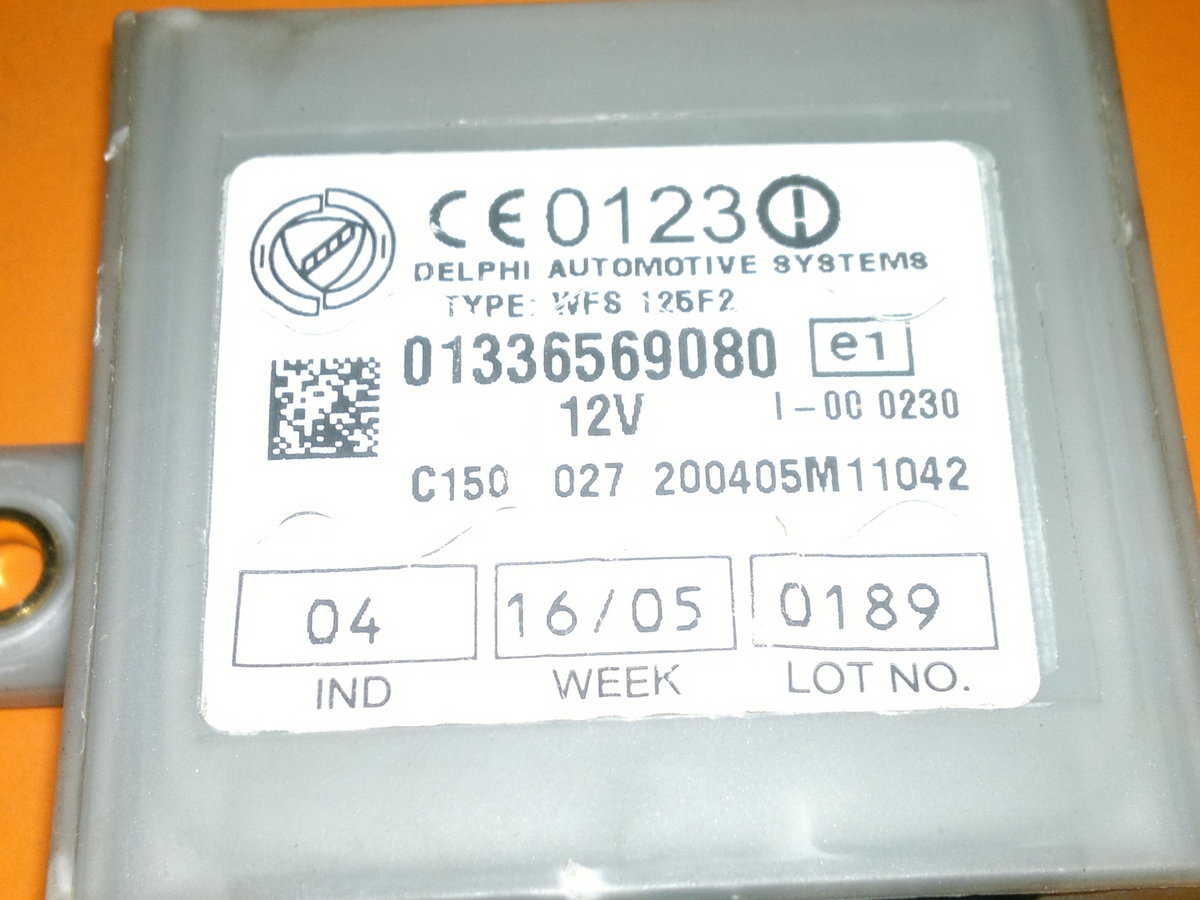 CE0123
DELPHI AUTOMOTIVE SYSTEMS
TYPE: WFS 125F2
01336569080 e1
12V I-00 0230
C150 027 200405M11042
04 16/05 0189
IND WEEK LOT NO.